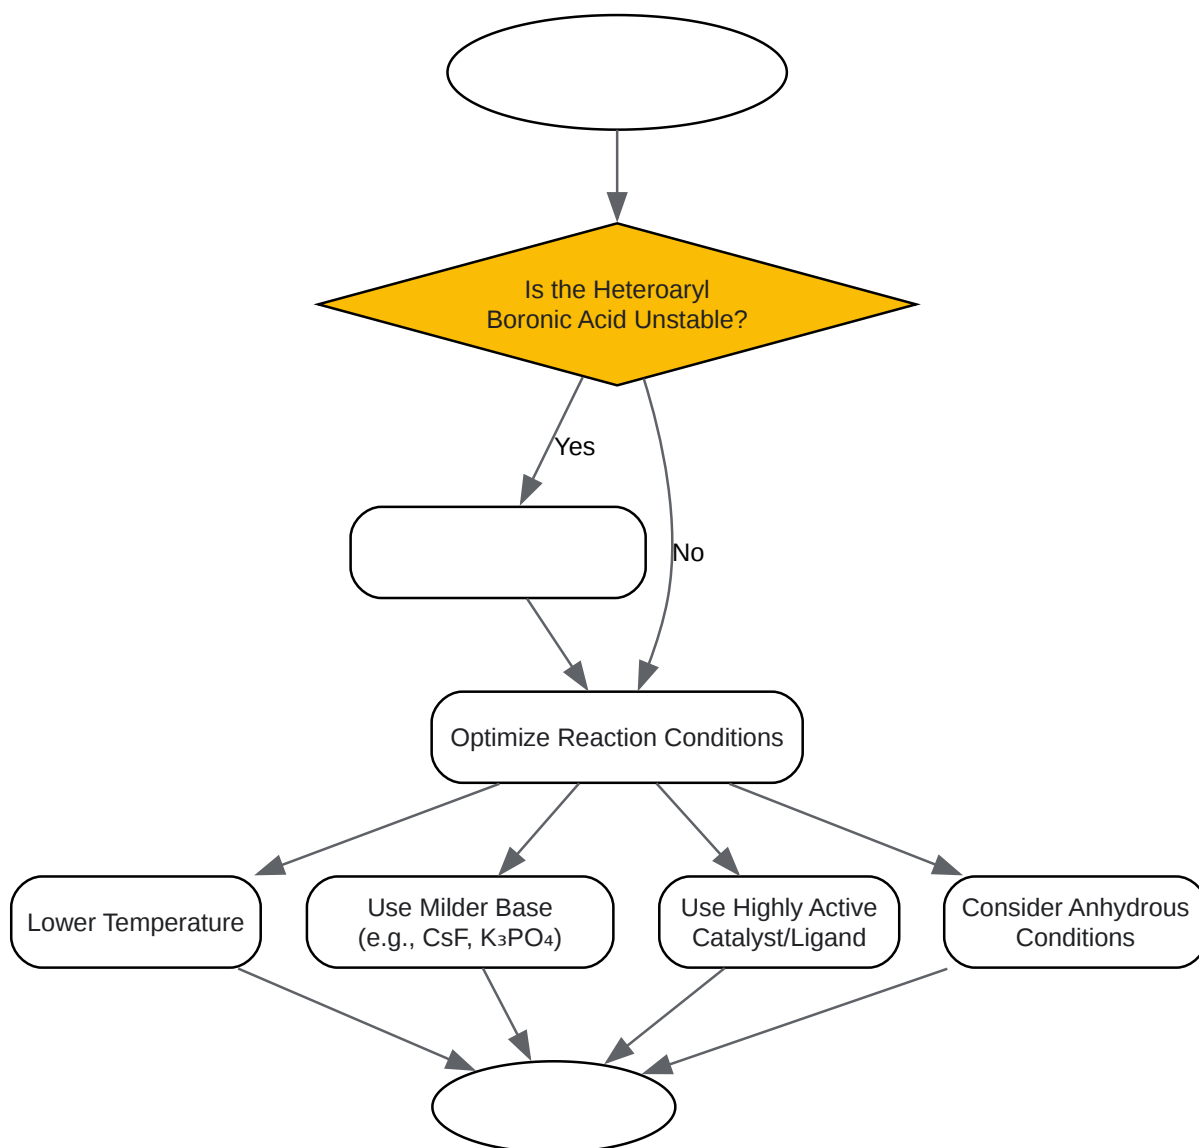 Is the Heteroaryl
Boronic Acid Unstable?
Yes
No
Optimize Reaction Conditions
Lower Temperature
Use Milder Base
(e.g., CsF, K₃PO₄)
Use Highly Active
Catalyst/Ligand
Consider Anhydrous
Conditions